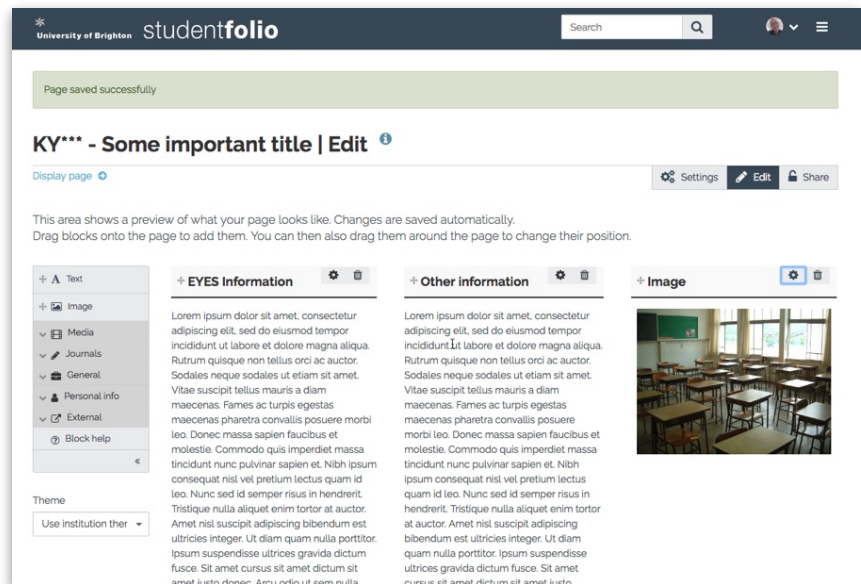 University of Brighton studentfolio
Search
Page saved successfully
KY*** - Some important title | Edit
Display page
Settings
Edit
Share
This area shows a preview of what your page looks like. Changes are saved automatically.
Drag blocks onto the page to add them. You can then also drag them around the page to change their position.
Text
Image
Media
Journals
General
Personal info
External
Block help
«
Theme
Use institution ther
EYES Information
Lorem ipsum dolor sit amet, consectetur
adipiscing elit, sed do eiusmod tempor
incididunt ut labore et dolore magna aliqua.
Rutrum quisque non tellus orci ac auctor.
Sodales neque sodales ut etiam sit amet.
Vitae suscipit tellus mauris a diam
maecenas. Fames ac turpis egestas
maecenas pharetra convallis posuere morbi
leo. Donec massa sapien faucibus et
molestie. Commodo quis imperdiet massa
tincidunt nunc pulvinar sapien et. Nibh ipsum
consequat nisl vel pretium lectus quam id
leo. Nunc sed id semper risus in hendrerit.
Tristique nulla aliquet enim tortor at auctor.
Amet nisl suscipit adipiscing bibendum est
ultricies integer. Ut diam quam nulla porttitor.
Ipsum suspendisse ultrices gravida dictum
fusce. Sit amet cursus sit amet dictum sit
amet justo donec. Arcu odio ut sem nulla
Other information
Lorem ipsum dolor sit amet, consectetur
adipiscing elit, sed do eiusmod tempor
incididunt ut labore et dolore magna aliqua.
Rutrum quisque non tellus orci ac auctor.
Sodales neque sodales ut etiam sit amet.
Vitae suscipit tellus mauris a diam
maecenas. Fames ac turpis egestas
maecenas pharetra convallis posuere
morbi leo. Donec massa sapien faucibus et
molestie. Commodo quis imperdiet massa
tincidunt nunc pulvinar sapien et. Nibh
ipsum consequat nisl vel pretium lectus
quam id leo. Nunc sed id semper risus in
hendrerit. Tristique nulla aliquet enim tortor
at auctor. Amet nisl suscipit adipiscing
bibendum est ultricies integer. Ut diam
quam nulla porttitor. Ipsum suspendisse
ultrices gravida dictum fusce. Sit amet
cursus sit amet dictum sit amet justo
Image